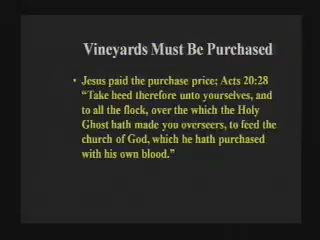 Vineyards Must Be Purchased
• Jesus paid the purchase price; Acts 20:28
“Take heed therefore unto yourselves, and
to all the flock, over the which the Holy
Ghost hath made you overseers, to feed the
church of God, which he hath purchased
with his own blood.”